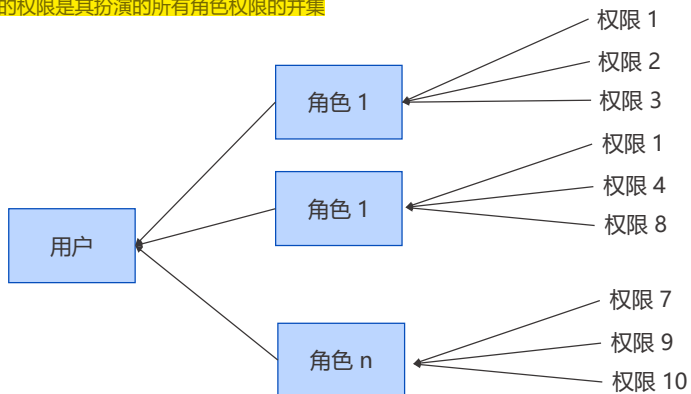 的权限是其扮演的所有角色权限的并集
权限 1
权限 2
角色 1
权限 3
权限 1
权限 4
角色 1
权限 8
用户
权限 7
权限 9
角色 n
权限 10